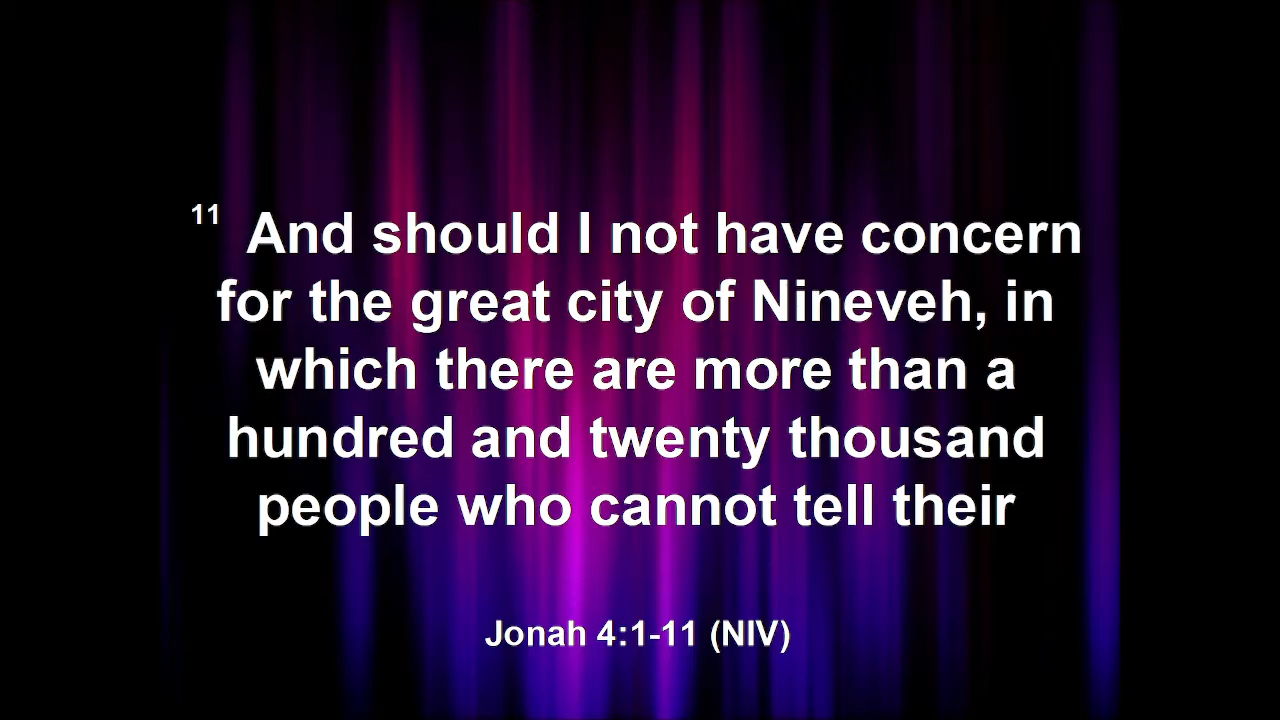 11 And should I not have concern
for the great city of Nineveh, in
which there are more than a
hundred and twenty thousand
people who cannot tell their
Jonah 4:1-11 (NIV)